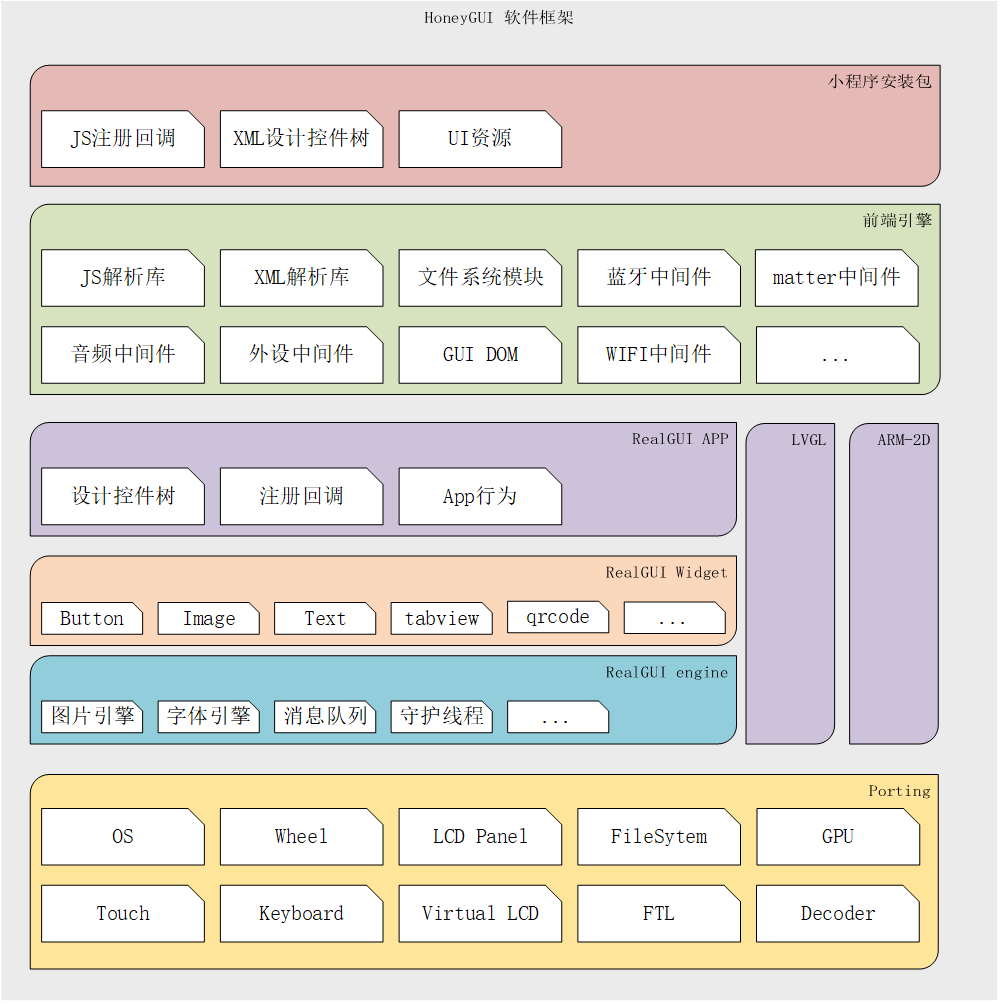 HoneyGUI 软件框架
小程序安装包
JS注册回调
XML设计控件树
UI资源
前端引擎
JS解析库
XML解析库
文件系统模块
蓝牙中间件
matter中间件
音频中间件
外设中间件
GUI DOM
WIFI中间件
...
RealGUI APP
设计控件树
注册回调
App行为
LVGL
ARM-2D
RealGUI Widget
Button
Image
Text
tabview
qrcode
...
RealGUI engine
图片引擎
字体引擎
消息队列
守护线程
...
Porting
OS
Wheel
LCD Panel
FileSytem
GPU
Touch
Keyboard
Virtual LCD
FTL
Decoder